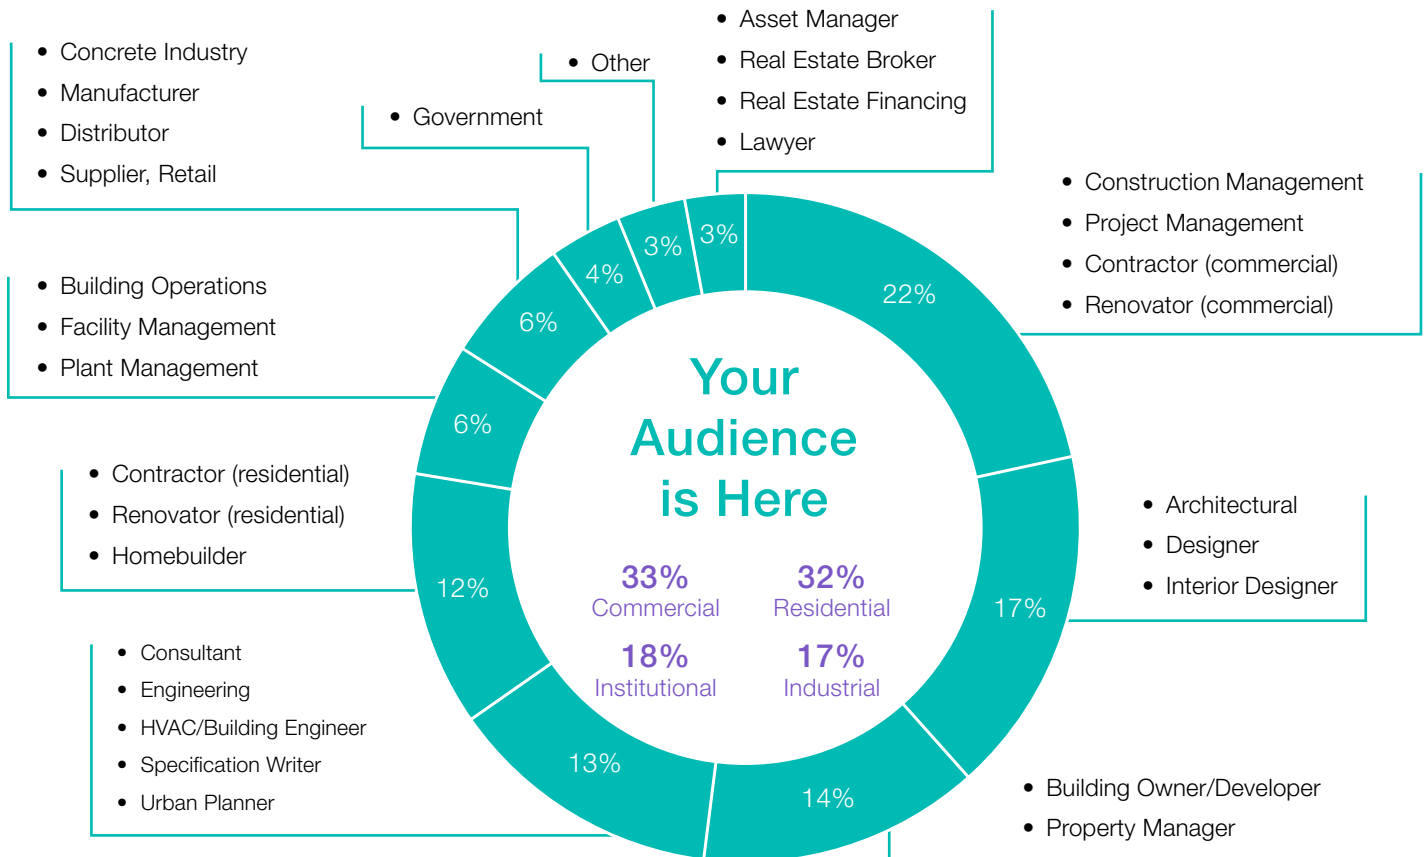 • Asset Manager
• Real Estate Broker
• Real Estate Financing
• Lawyer
• Other
• Government
• Concrete Industry
• Manufacturer
• Distributor
• Supplier, Retail
• Construction Management
• Project Management
• Contractor (commercial)
• Renovator (commercial)
• Building Operations
• Facility Management
• Plant Management
• Contractor (residential)
• Renovator (residential)
• Homebuilder
• Architectural
• Designer
• Interior Designer
• Consultant
• Engineering
• HVAC/Building Engineer
• Specification Writer
• Urban Planner
• Building Owner/Developer
• Property Manager
3%
3%
4%
6%
6%
12%
13%
14%
17%
22%
Your
Audience
is Here
33%
Commercial
32%
Residential
18%
Institutional
17%
Industrial